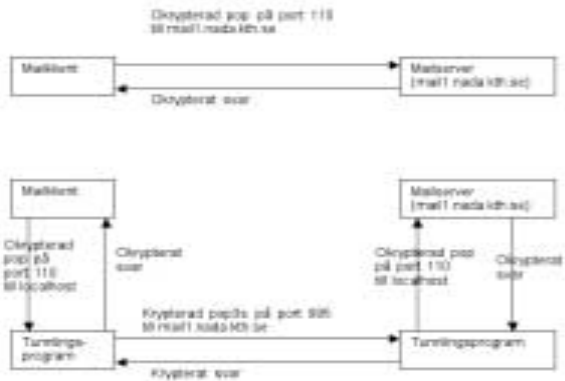 Okrypterad pop på port 110
till mail1.nada.kth.se
Mailklient
Mailserver
(mail1.nada.kth.se)
Okrypterat svar
Mailklient
Mailserver
(mail1.nada.kth.se)
Okrypterad
pop på
port 110
till localhost
Okrypterat
svar
Okrypterad pop
på port 110
till localhost
Okrypterat
svar
Krypterad pop3s på port 995
till mail1.nada.kth.se
Tunnlings-
program
Tunnlingsprogram
Krypterat svar